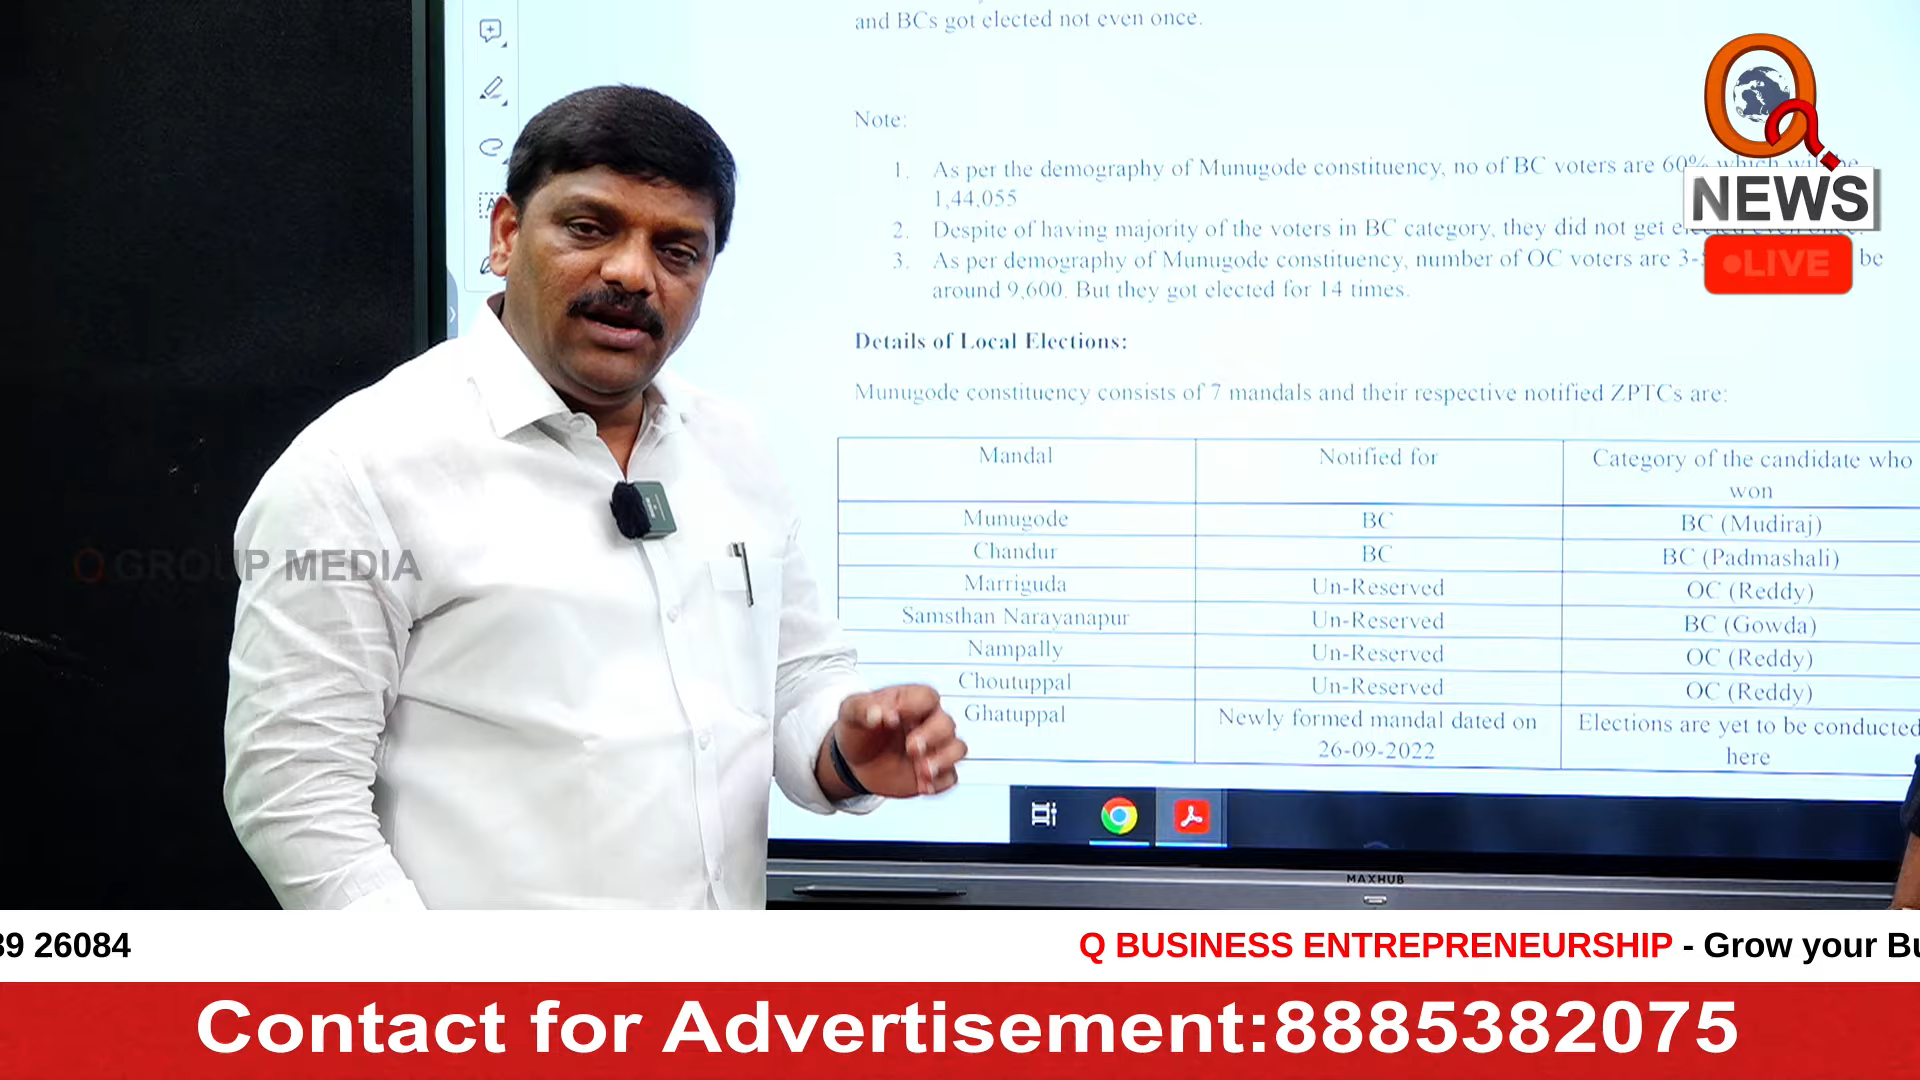 and BCs got elected not even once.
Note:
1. As per the demography of Munugode constituency, no of BC voters are 60% which will be
1,44,055
2. Despite of having majority of the voters in BC category, they did not get elected even once.
3. As per demography of Munugode constituency, number of OC voters are 3- be
around 9,600. But they got elected for 14 times.
Details of Local Elections:
Munugode constituency consists of 7 mandals and their respective notified ZPTCs are:
Mandal Notified for Category of the candidate who
won
Munugode BC BC (Mudiraj)
Chandur BC BC (Padmashali)
Marriguda Un-Reserved OC (Reddy)
Samsthan Narayanapur Un-Reserved BC (Gowda)
Nampally Un-Reserved OC (Reddy)
Choutuppal Un-Reserved OC (Reddy)
Ghatuppal Newly formed mandal dated on Elections are yet to be conducted
26-09-2022 here
Q
NEWS
LIVE
Q GROUP MEDIA
MAXHUB
39 26084 Q BUSINESS ENTREPRENEURSHIP - Grow your Bu
Contact for Advertisement:8885382075